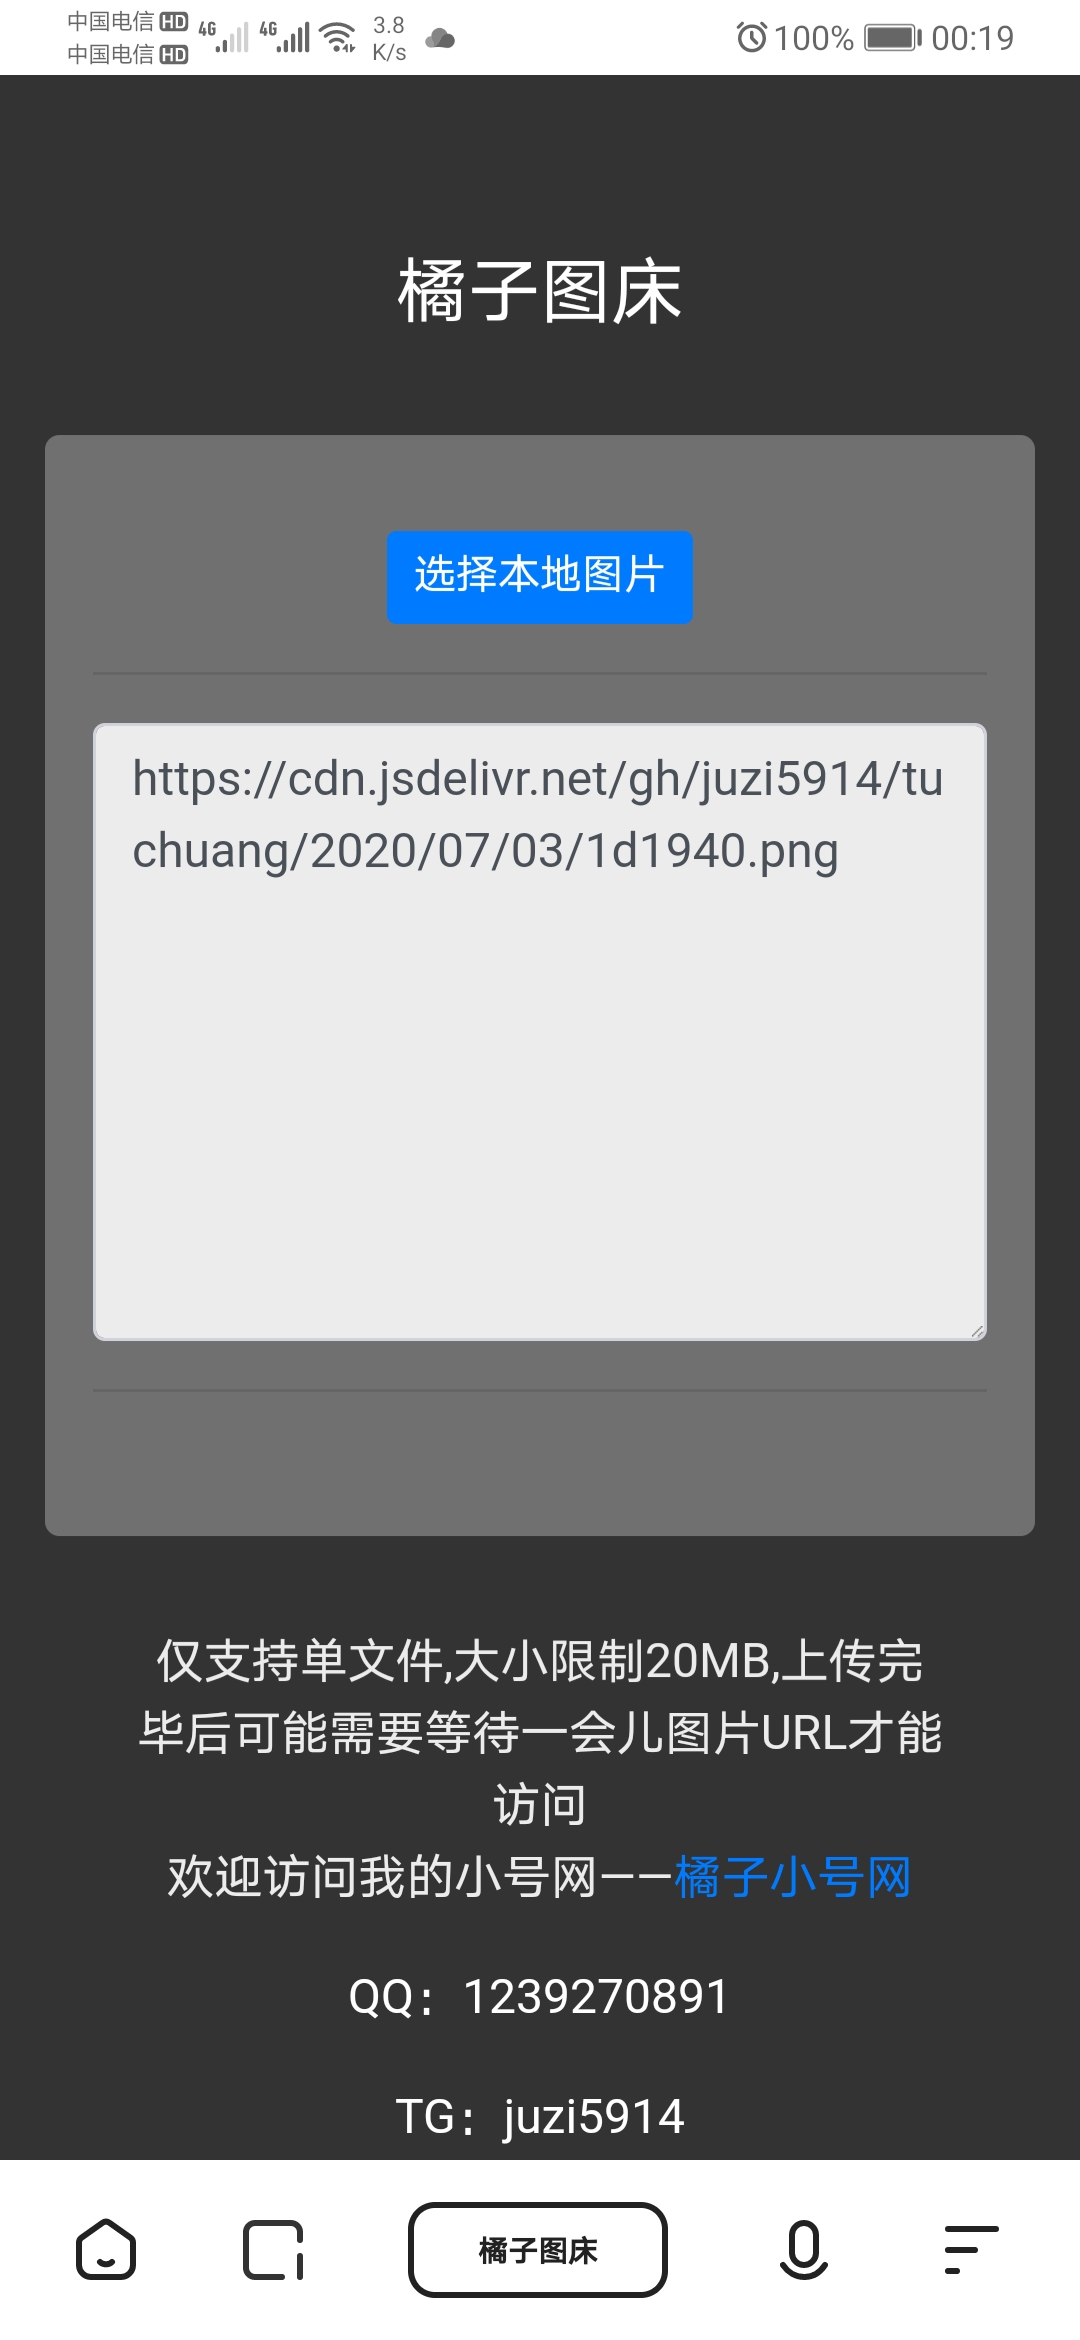 中国电信 HD 4G 4G 3.8 100% 00:19
中国电信 HD K/s
橘子图床
选择本地图片
https://cdn.jsdelivr.net/gh/juzi5914/tu
chuang/2020/07/03/1d1940.png
仅支持单文件,大小限制20MB,上传完
毕后可能需要等待一会儿图片URL才能
访问
欢迎访问我的小号网——橘子小号网
QQ：1239270891
TG：juzi5914
橘子图床